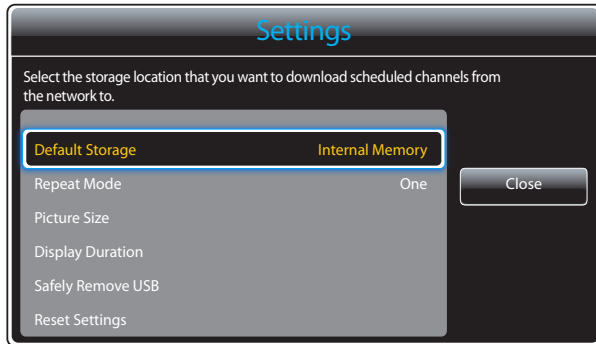 Settings
Select the storage location that you want to download scheduled channels from
the network to.
Default Storage Internal Memory
Repeat Mode One
Close
Picture Size
Display Duration
Safely Remove USB
Reset Settings